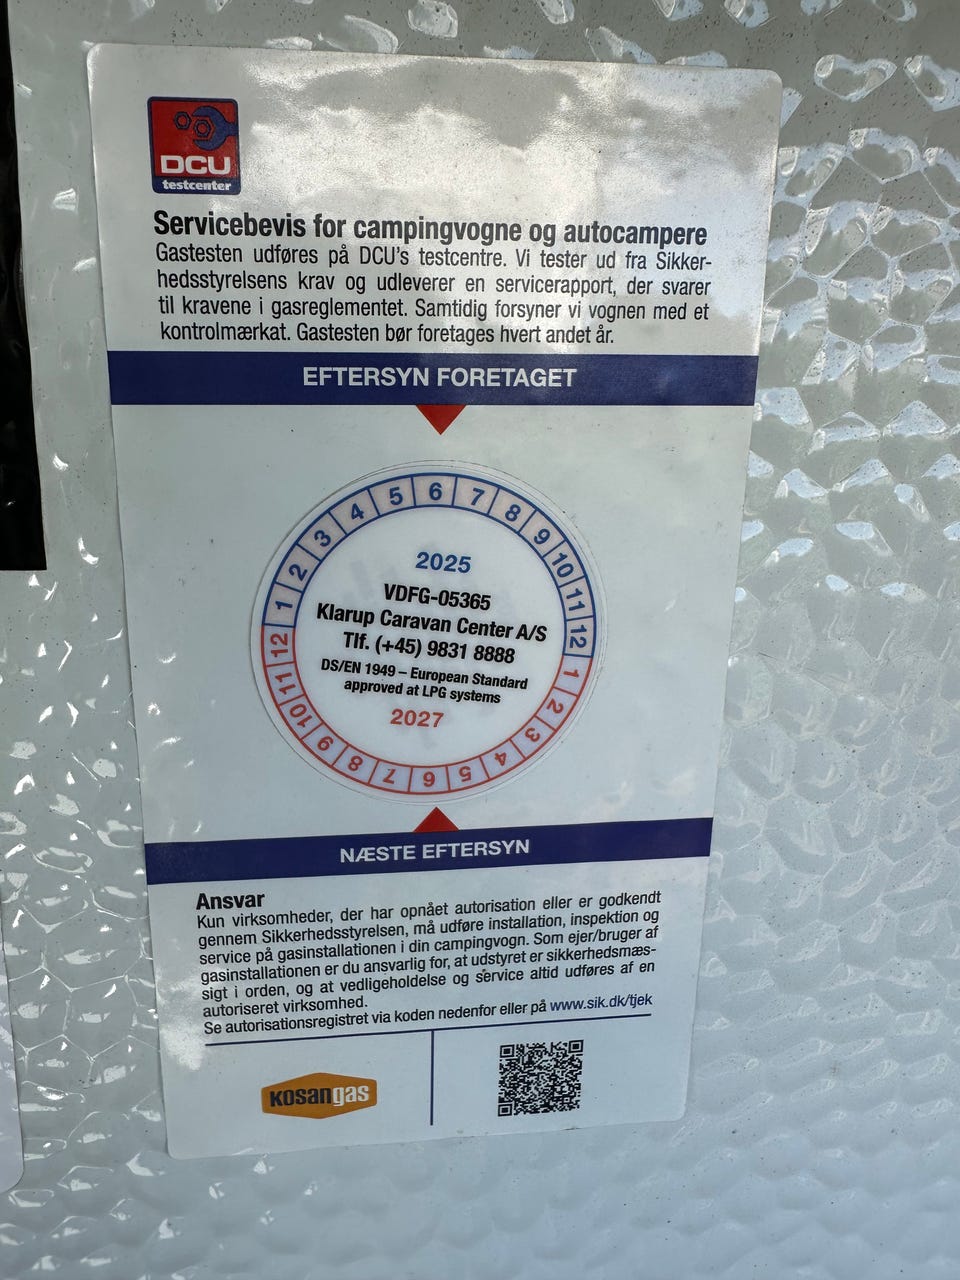 DCU
testcenter
Servicebevis for campingvogne og autocampere
Gastesten udføres på DCU's testcentre. Vi tester ud fra Sikker-
hedsstyrelsens krav og udleverer en servicerapport, der svarer
til kravene i gasreglementet. Samtidig forsyner vi vognen med et
kontrolmærkat. Gastesten bør foretages hvert andet år.
EFTERSYN FORETAGET
1 2 3 4 5 6 7 8 9 10 11 12
2025
VDFG-05365
Klarup Caravan Center A/S
Tlf. (+45) 9831 8888
DS/EN 1949 – European Standard
approved at LPG systems
2027
1 2 3 4 5 6 7 8 9 10 11 12
NÆSTE EFTERSYN
Ansvar
Kun virksomheder, der har opnået autorisation eller er godkendt
gennem Sikkerhedsstyrelsen, må udføre installation, inspektion og
service på gasinstallationen i din campingvogn. Som ejer/bruger af
gasinstallationen er du ansvarlig for, at udstyret er sikkerhedsmæs-
sigt i orden, og at vedligeholdelse og service altid udføres af en
autoriseret virksomhed.
Se autorisationsregistret via koden nedenfor eller på www.sik.dk/tjek
KOSANGAS